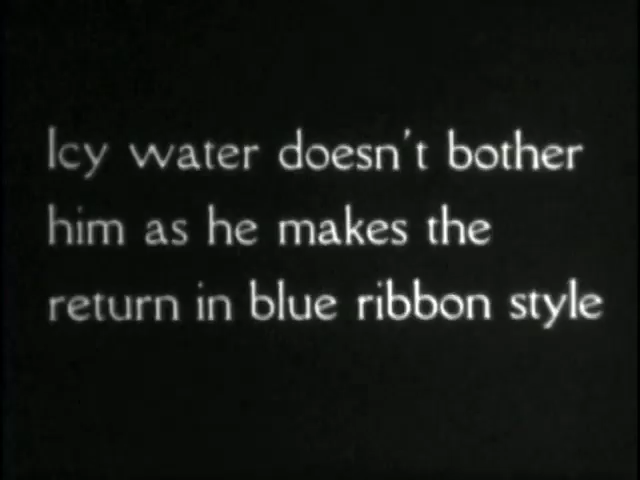 Icy water doesn't bother
him as he makes the
return in blue ribbon style